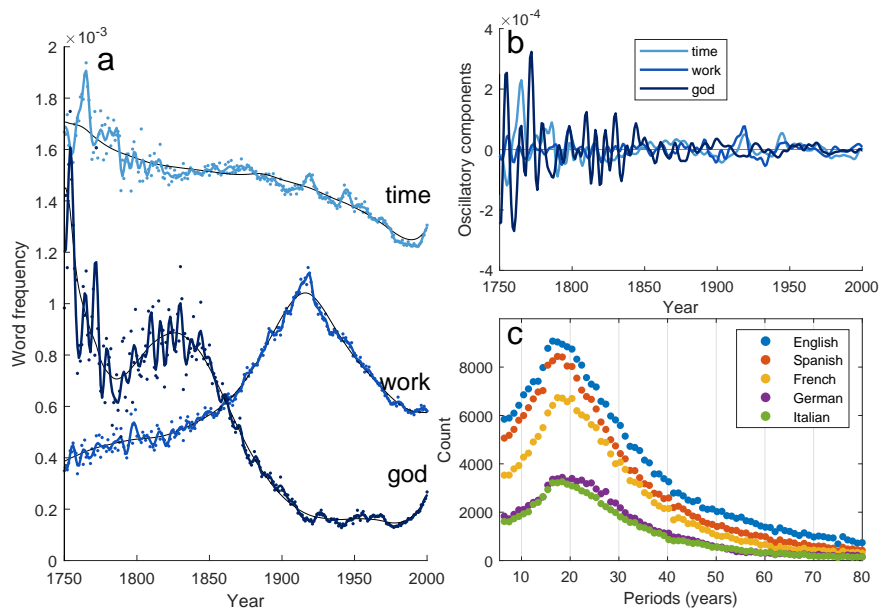 ×10⁻³
a
2
1.8
1.6
1.4
1.2
1
0.8
0.6
0.4
0.2
0
Word frequency
time
work
god
1750
1800
1850
1900
1950
2000
Year
×10⁻⁴
b
4
2
0
-2
-4
Oscillatory components
time
work
god
1750
1800
1850
1900
1950
2000
Year
c
8000
6000
4000
2000
0
Count
English
Spanish
French
German
Italian
10
20
30
40
50
60
70
80
Periods (years)